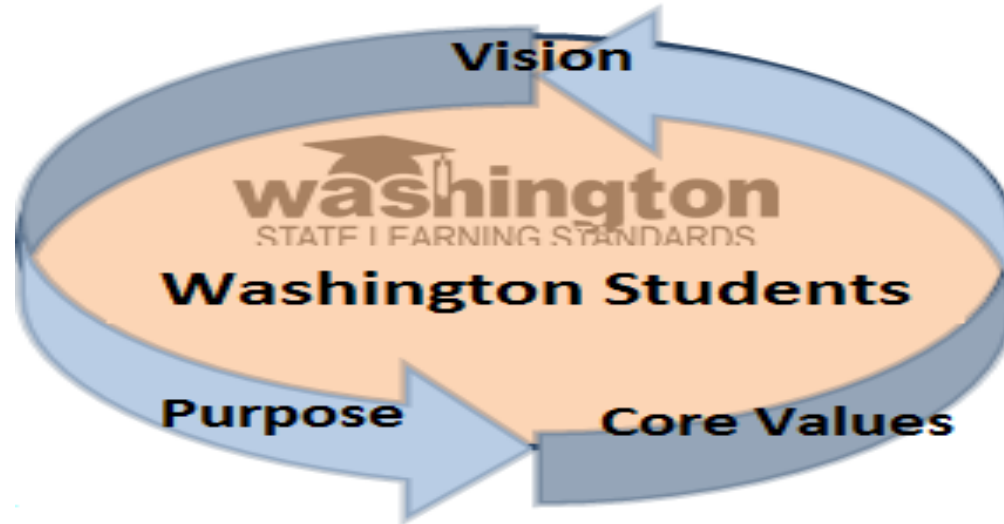 Vision
washington
STATE LEARNING STANDARDS
Washington Students
Purpose
Core Values